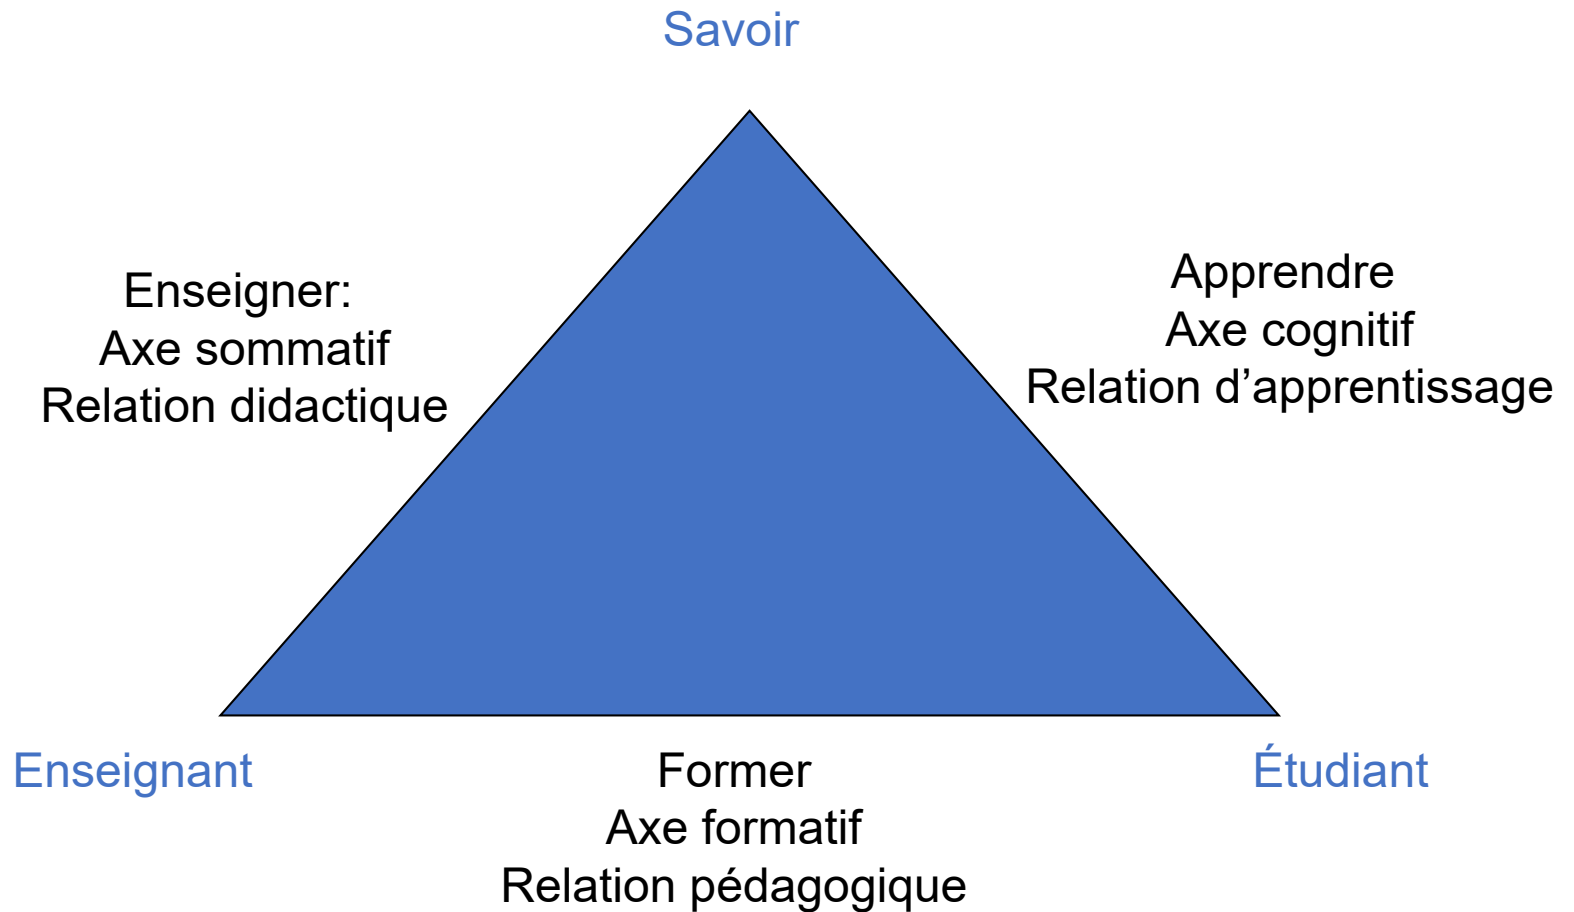 Savoir
Enseigner:
Axe sommatif
Relation didactique
Apprendre
Axe cognitif
Relation d’apprentissage
Enseignant
Former
Axe formatif
Relation pédagogique
Étudiant